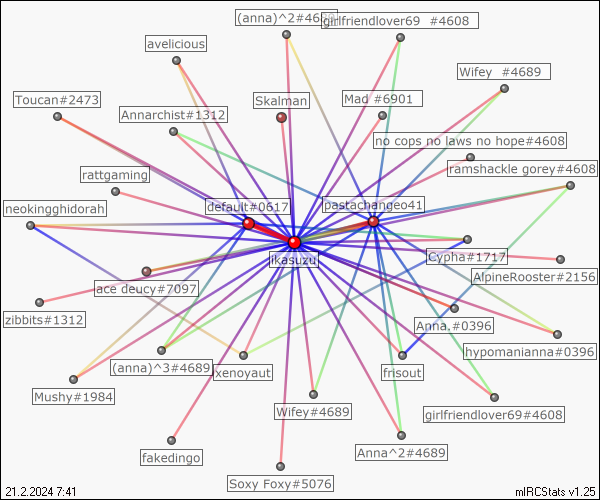 (anna)^2#4689
girlfriendlover69  #4608
avelicious
Wifey  #4689
Toucan#2473
Skalman
Mad #6901
Annarchist#1312
no cops no laws no hope#4608
rattgaming
ramshackle gorey#4608
neokingghidorah
default#0617
pastachangeo41
ikasuzu
Cypha#1717
ace deucy#7097
AlpineRooster#2156
zibbits#1312
Anna,#0396
hypomanianna#0396
(anna)^3#4689
xenoyaut
frisout
Mushy#1984
Wifey#4689
girlfriendlover69#4608
fakedingo
Anna^2#4689
Soxy Foxy#5076
21.2.2024 7:41
mIRCStats v1.25